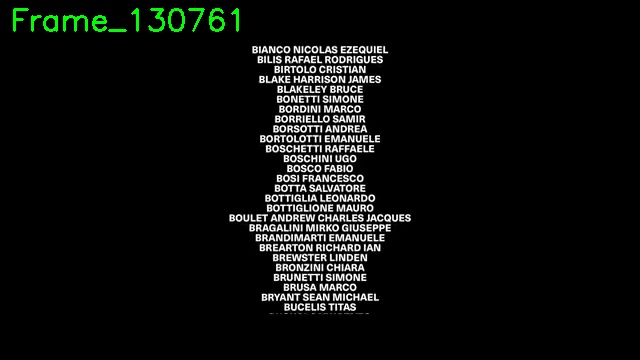 Frame_130761
BIANCO NICOLAS EZEQUIEL
BILIS RAFAEL RODRIGUES
BIRTOLO CRISTIAN
BLAKE HARRISON JAMES
BLAKELEY BRUCE
BONETTI SIMONE
BORDINI MARCO
BORRIELLO SAMIR
BORSOTTI ANDREA
BORTOLOTTI EMANUELE
BOSCHETTI RAFFAELE
BOSCHINI UGO
BOSCO FABIO
BOSI FRANCESCO
BOTTA SALVATORE
BOTTIGLIA LEONARDO
BOTTIGLIONE MAURO
BOULET ANDREW CHARLES JACQUES
BRAGALINI MIRKO GIUSEPPE
BRANDIMARTI EMANUELE
BREARTON RICHARD IAN
BREWSTER LINDEN
BRONZINI CHIARA
BRUNETTI SIMONE
BRUSA MARCO
BRYANT SEAN MICHAEL
BUCELIS TITAS